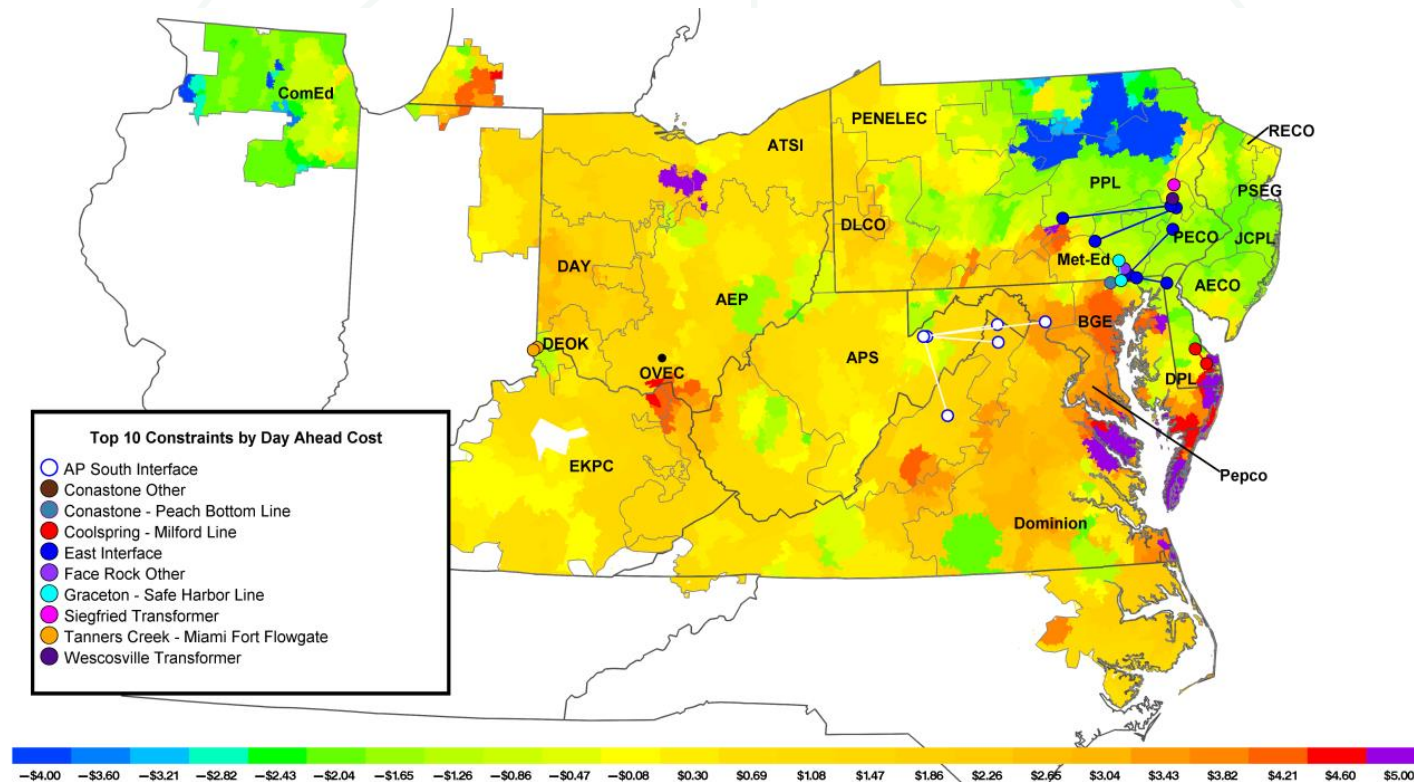 ComEd
PENELEC
ATSI
RECO
PPL
PSEG
DLCO
PECO
JCPL
Met-Ed
DAY
AEP
AECO
BGE
DEOK
APS
OVEC
DPL
EKPC
Pepco
Dominion
Top 10 Constraints by Day Ahead Cost
AP South Interface
Conastone Other
Conastone - Peach Bottom Line
Coolspring - Milford Line
East Interface
Face Rock Other
Graceton - Safe Harbor Line
Siegfried Transformer
Tanners Creek - Miami Fort Flowgate
Wescosville Transformer
−$4.00 −$3.60 −$3.21 −$2.82 −$2.43 −$2.04 −$1.65 −$1.26 −$0.86 −$0.47 −$0.08 $0.30 $0.69 $1.08 $1.47 $1.86 $2.26 $2.65 $3.04 $3.43 $3.82 $4.21 $4.60 $5.00